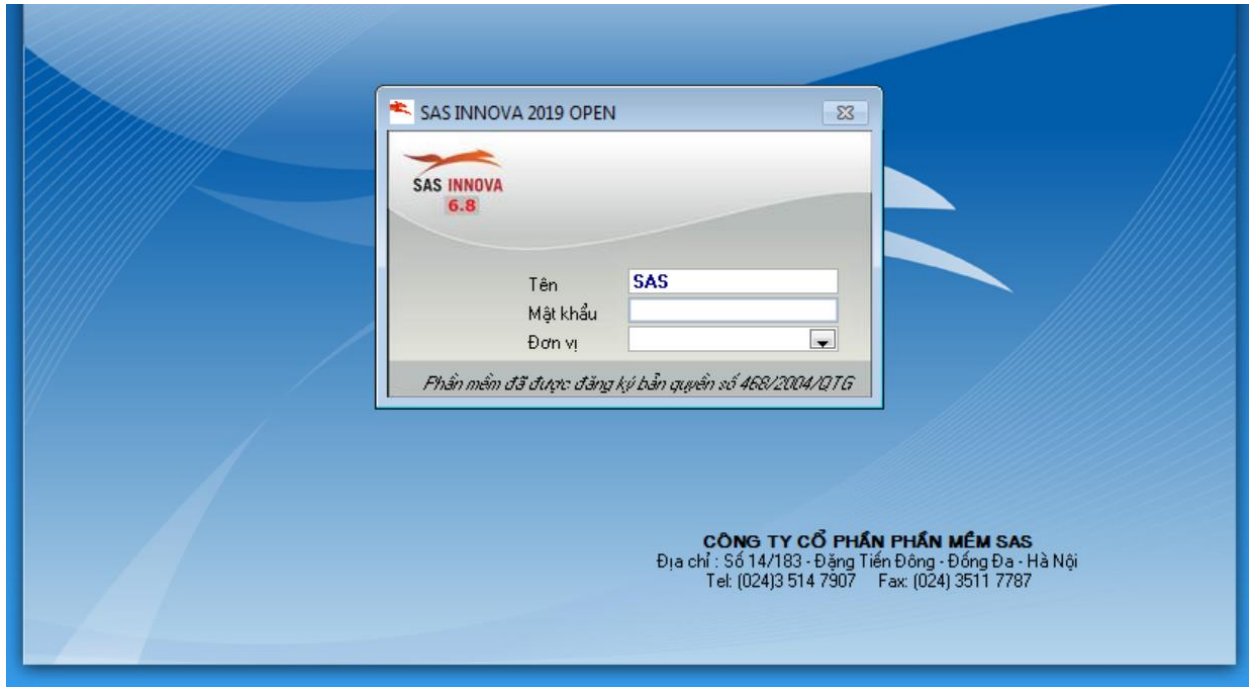 SAS INNOVA 2019 OPEN
SAS INNOVA
6.8
Tên SAS
Mật khẩu
Đơn vị
Phần mềm đã được đăng ký bản quyền số 468/2004/QTG
CÔNG TY CỔ PHẦN PHẦN MỀM SAS
Địa chỉ : Số 14/183 - Đặng Tiến Đông - Đống Đa - Hà Nội
Tel: (024)3 514 7907 Fax: (024) 3511 7787